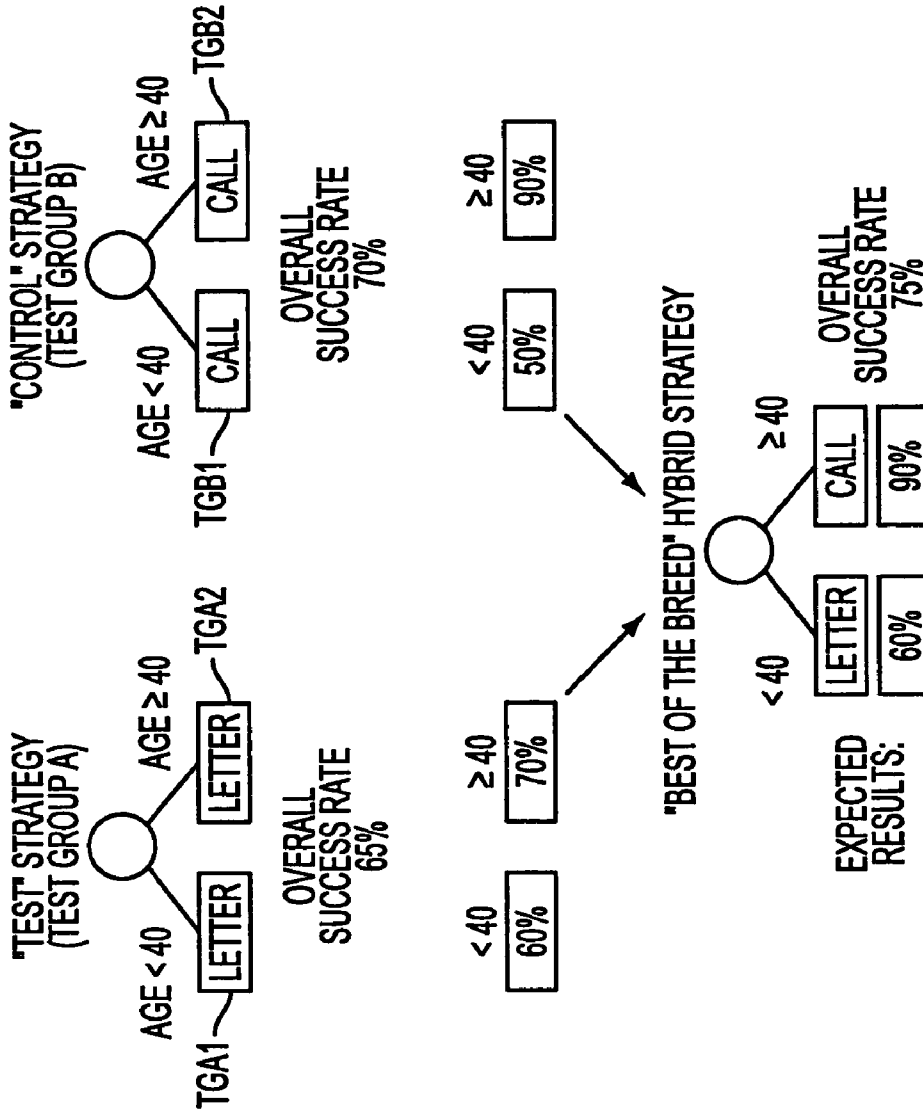 "TEST" STRATEGY
(TEST GROUP A)
AGE < 40
AGE ≥ 40
TGA1
LETTER
LETTER
TGA2
OVERALL
SUCCESS RATE
65%
< 40
≥ 40
60%
70%
"CONTROL" STRATEGY
(TEST GROUP B)
AGE < 40
AGE ≥ 40
TGB1
CALL
CALL
TGB2
OVERALL
SUCCESS RATE
70%
< 40
≥ 40
50%
90%
"BEST OF THE BREED" HYBRID STRATEGY
< 40
≥ 40
LETTER
CALL
EXPECTED
RESULTS:
60%
90%
OVERALL
SUCCESS RATE
75%